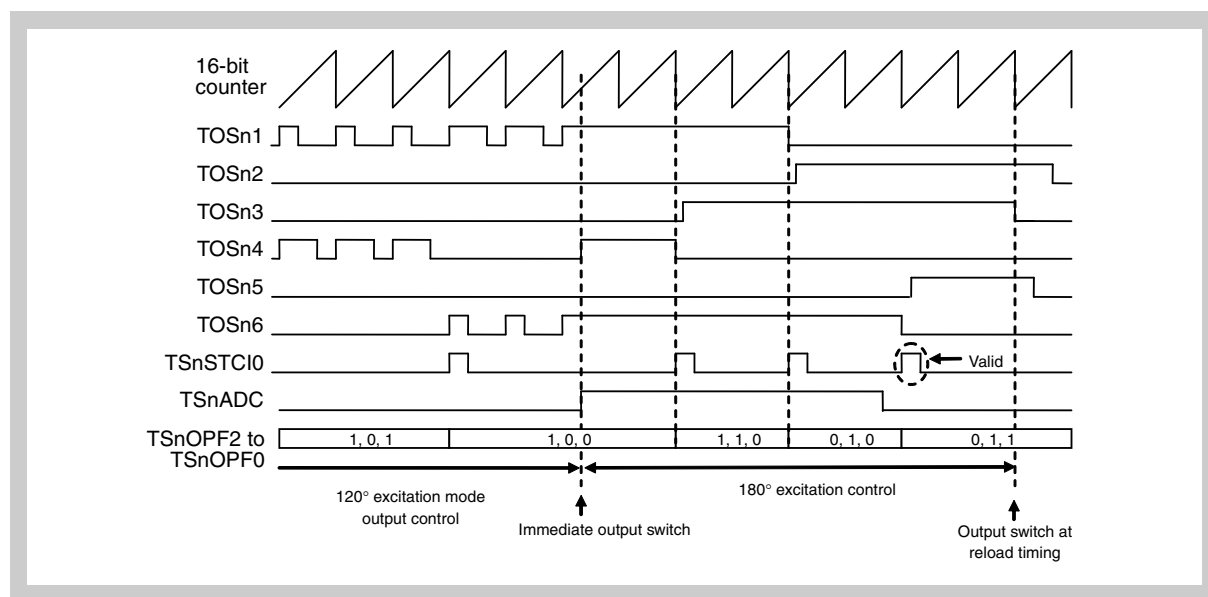 16-bit
counter
TOSn1
TOSn2
TOSn3
TOSn4
TOSn5
TOSn6
TSnSTCI0
Valid
TSnADC
TSnOPF2 to
TSnOPF0
1, 0, 1
1, 0, 0
1, 1, 0
0, 1, 0
0, 1, 1
120° excitation mode
output control
180° excitation control
Immediate output switch
Output switch at
reload timing